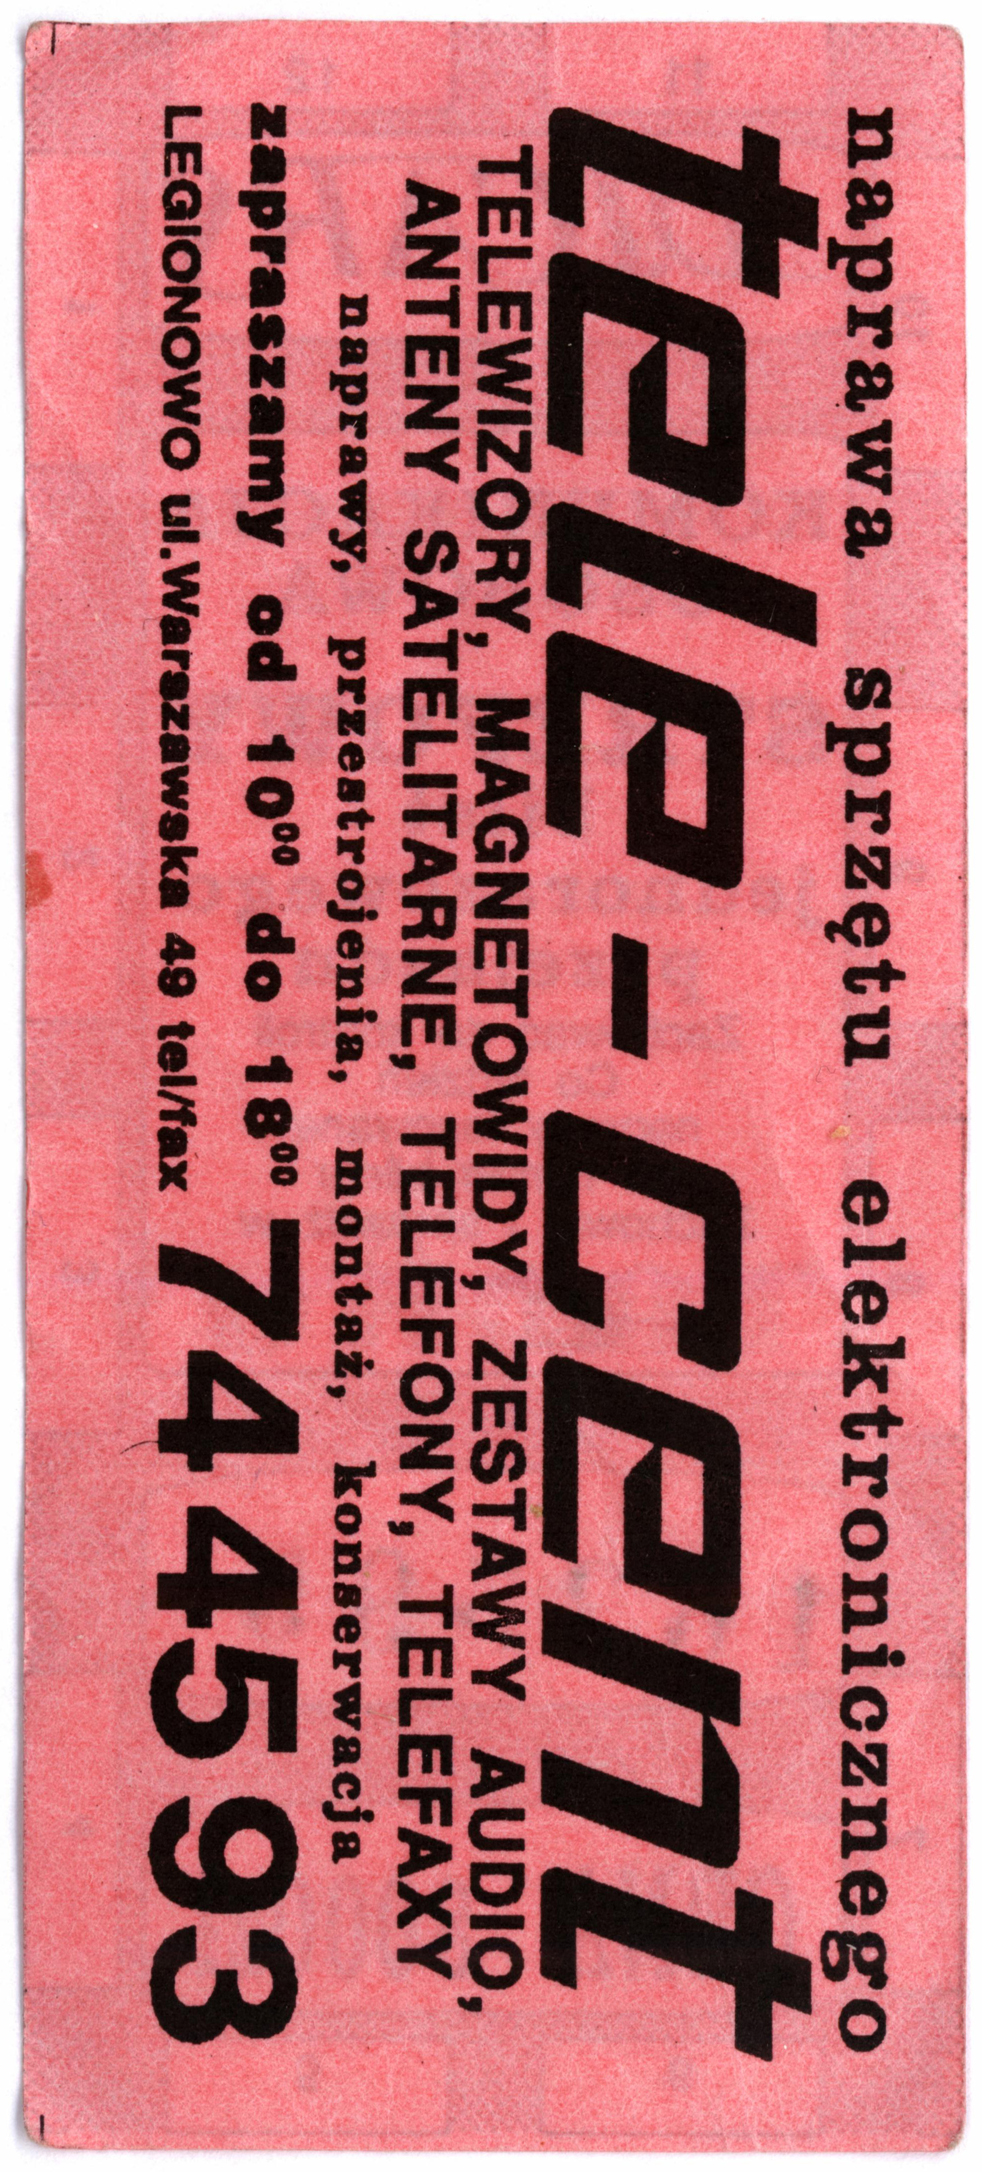 naprawa sprzętu elektronicznego
tele-cent
TELEWIZORY, MAGNETOWIDY, ZESTAWY AUDIO,
ANTENY SATELITARNE, TELEFONY, TELEFAXY
naprawy, przestrojenia, montaż, konserwacja
zapraszamy od 10⁰⁰ do 18⁰⁰
LEGIONOWO ul.Warszawska 49 tel/fax 744593